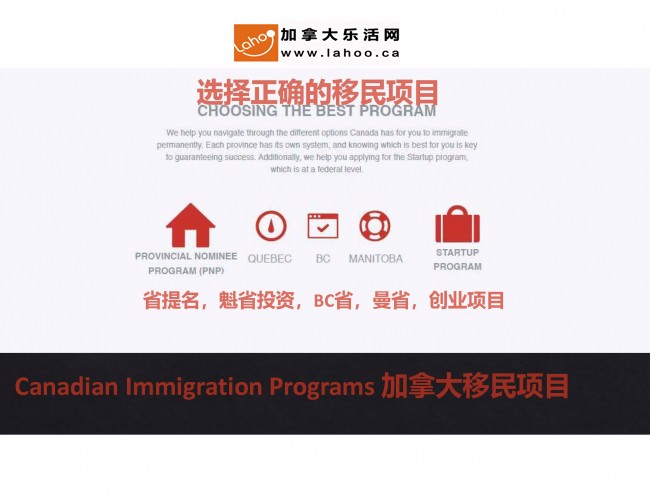 Lahoo
加拿大乐活网
www.lahoo.ca
选择正确的移民项目
CHOOSING THE BEST PROGRAM
We help you navigate through the different options Canada has for you to immigrate
permanently. Each province has its own system, and knowing which is best for you is key
to guaranteeing success. Additionally, we help you applying for the Startup program,
which is at a federal level.
PROVINCIAL NOMINEE
PROGRAM (PNP)
QUEBEC
BC
MANITOBA
STARTUP
PROGRAM
省提名，魁省投资，BC省，曼省，创业项目
Canadian Immigration Programs 加拿大移民项目